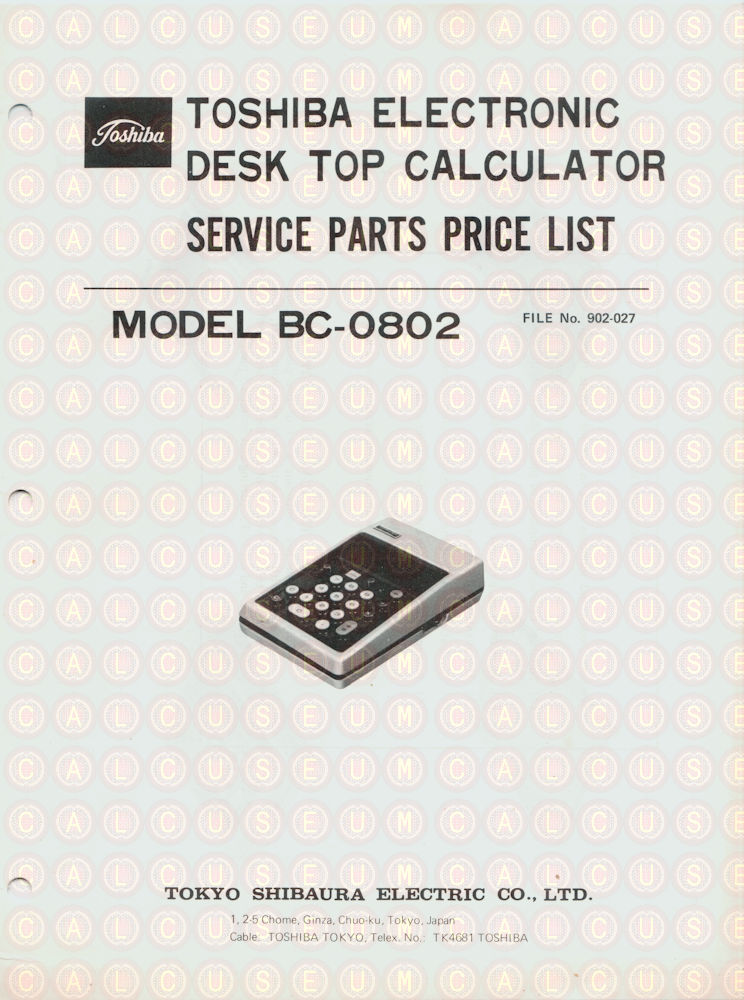 Toshiba
TOSHIBA ELECTRONIC
DESK TOP CALCULATOR
SERVICE PARTS PRICE LIST
MODEL BC-0802
FILE No. 902-027
TOKYO SHIBAURA ELECTRIC CO., LTD.
1, 2-5 Chome, Ginza, Chuo-ku, Tokyo, Japan
Cable: TOSHIBA TOKYO, Telex. No.: TK4681 TOSHIBA
CALCUSEUM